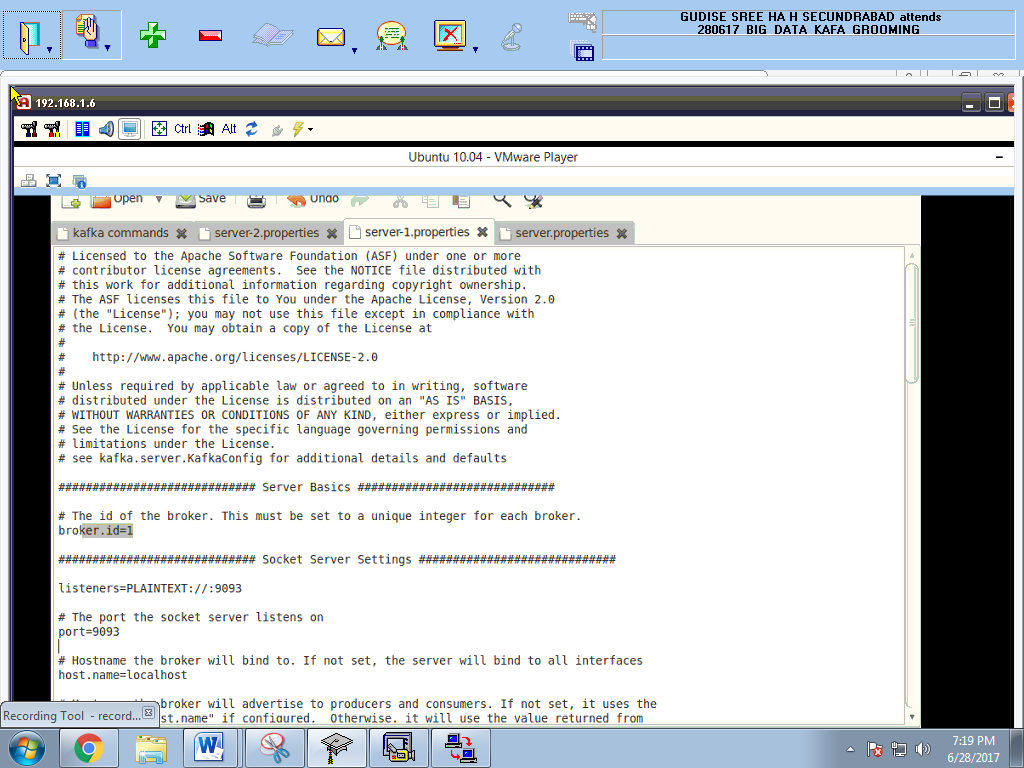 GUDISE SREE HA H SECUNDRABAD attends
280617 BIG DATA KAFA GROOMING
192.168.1.6
Ctrl Alt
Ubuntu 10.04 - VMware Player
Open Save Undo
kafka commands server-2.properties server-1.properties server.properties
# Licensed to the Apache Software Foundation (ASF) under one or more
# contributor license agreements.  See the NOTICE file distributed with
# this work for additional information regarding copyright ownership.
# The ASF licenses this file to You under the Apache License, Version 2.0
# (the "License"); you may not use this file except in compliance with
# the License.  You may obtain a copy of the License at
#
#    http://www.apache.org/licenses/LICENSE-2.0
#
# Unless required by applicable law or agreed to in writing, software
# distributed under the License is distributed on an "AS IS" BASIS,
# WITHOUT WARRANTIES OR CONDITIONS OF ANY KIND, either express or implied.
# See the License for the specific language governing permissions and
# limitations under the License.
# see kafka.server.KafkaConfig for additional details and defaults
############################# Server Basics #############################
# The id of the broker. This must be set to a unique integer for each broker.
broker.id=1
############################# Socket Server Settings #############################
listeners=PLAINTEXT://:9093
# The port the socket server listens on
port=9093
# Hostname the broker will bind to. If not set, the server will bind to all interfaces
host.name=localhost
broker will advertise to producers and consumers. If not set, it uses the
st.name" if configured.  Otherwise, it will use the value returned from
Recording Tool - record...
7:19 PM
6/28/2017